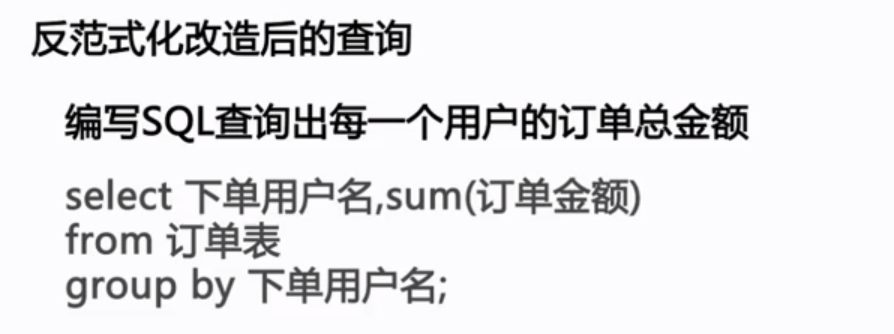 反范式化改造后的查询
编写SQL查询出每一个用户的订单总金额
select 下单用户名,sum(订单金额)
from 订单表
group by 下单用户名;